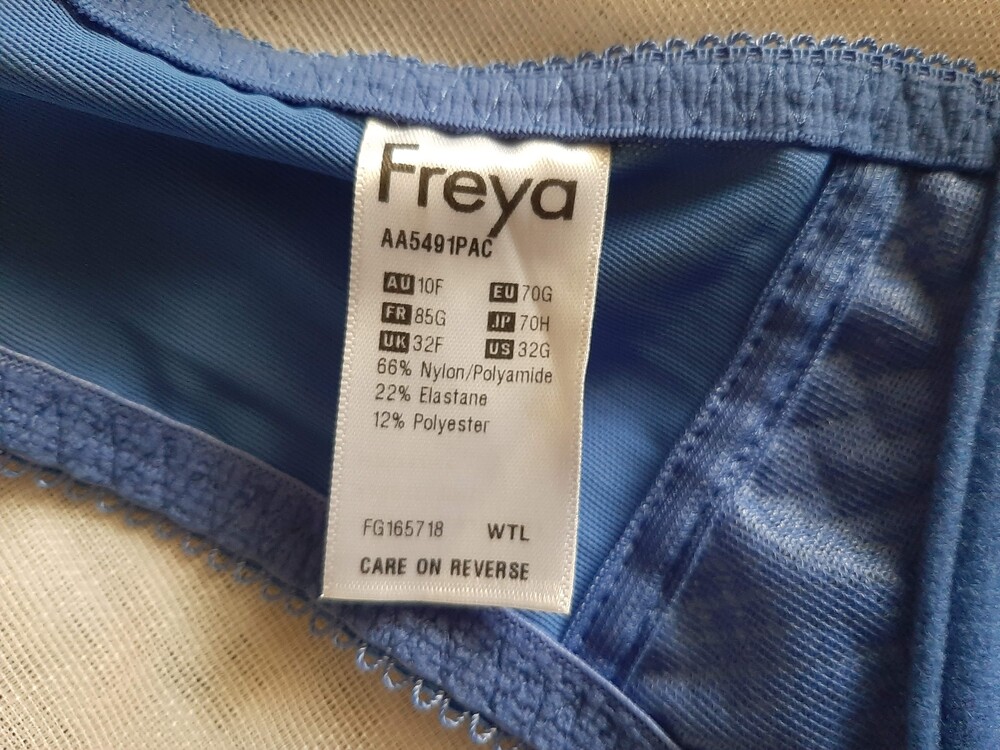 Freya
AA5491PAC
AU 10F EU 70G
FR 85G JP 70H
UK 32F US 32G
66% Nylon/Polyamide
22% Elastane
12% Polyester
FG165718 WTL
CARE ON REVERSE